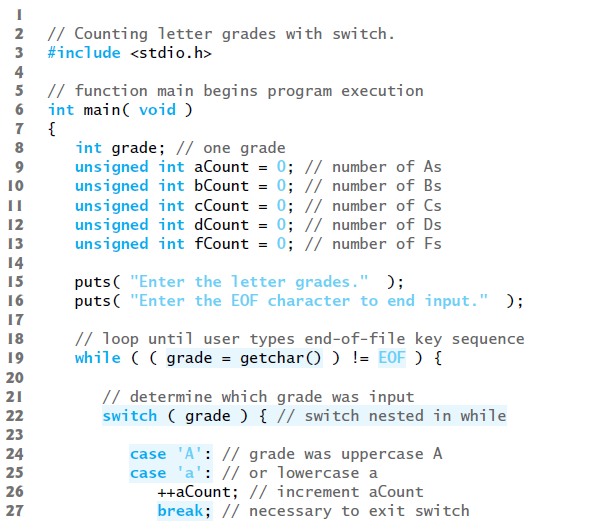 1
2 // Counting letter grades with switch.
3 #include <stdio.h>
4
5 // function main begins program execution
6 int main( void )
7 {
8 int grade; // one grade
9 unsigned int aCount = 0; // number of As
10 unsigned int bCount = 0; // number of Bs
11 unsigned int cCount = 0; // number of Cs
12 unsigned int dCount = 0; // number of Ds
13 unsigned int fCount = 0; // number of Fs
14
15 puts( "Enter the letter grades." );
16 puts( "Enter the EOF character to end input." );
17
18 // loop until user types end-of-file key sequence
19 while ( ( grade = getchar() ) != EOF ) {
20
21 // determine which grade was input
22 switch ( grade ) { // switch nested in while
23
24 case 'A': // grade was uppercase A
25 case 'a': // or lowercase a
26 ++aCount; // increment aCount
27 break; // necessary to exit switch